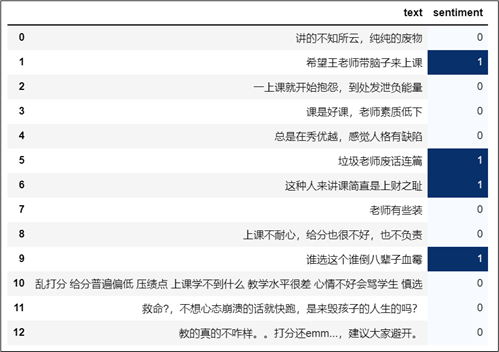 text sentiment
0 讲的不知所云，纯纯的废物 0
1 希望王老师带脑子来上课 1
2 一上课就开始抱怨，到处发泄负能量 0
3 课是好课，老师素质低下 0
4 总是在秀优越，感觉人格有缺陷 0
5 垃圾老师废话连篇 1
6 这种人来讲课简直是上财之耻 1
7 老师有些装 0
8 上课不耐心，给分也很不好，也不负责 0
9 谁选这个谁倒八辈子血霉 1
10 乱打分 给分普遍偏低 压绩点 上课学不到什么 教学水平很差 心情不好会骂学生 慎选 0
11 救命?，不想心态崩溃的话就快跑，是来毁孩子的人生的吗? 0
12 教的真的不咋样。。打分还emm...，建议大家避开。 0